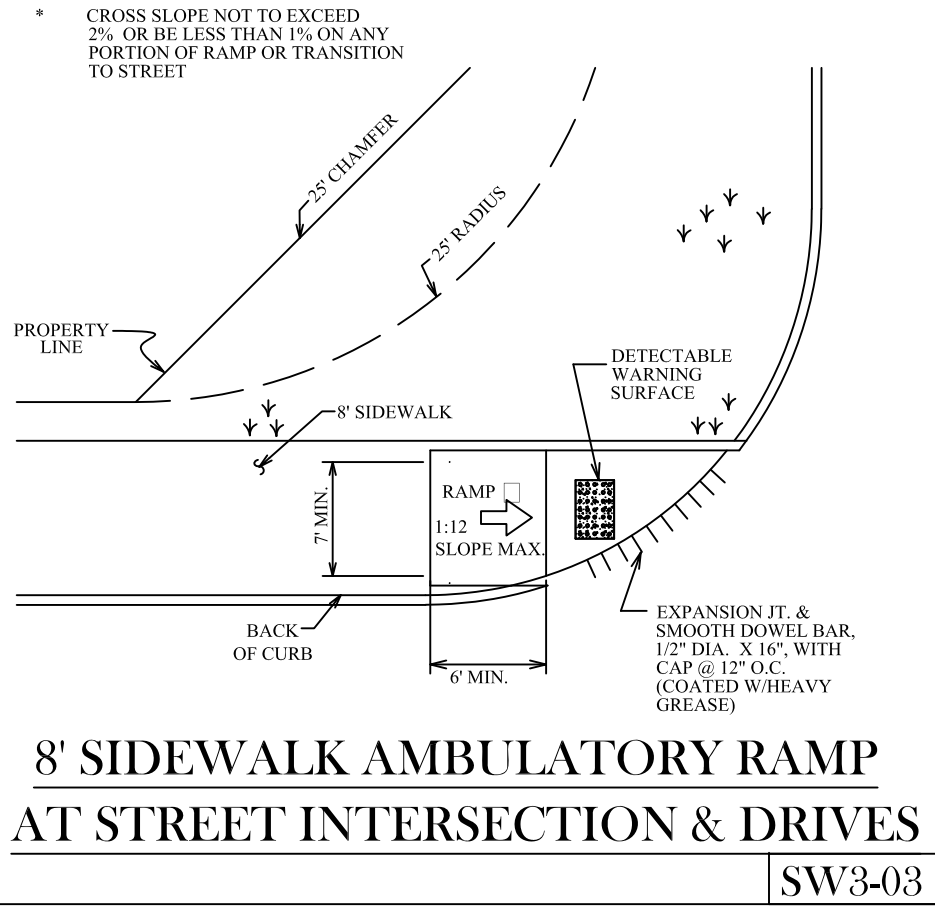 * CROSS SLOPE NOT TO EXCEED
2% OR BE LESS THAN 1% ON ANY
PORTION OF RAMP OR TRANSITION
TO STREET
25' CHAMFER
25' RADIUS
PROPERTY
LINE
DETECTABLE
WARNING
SURFACE
8' SIDEWALK
7' MIN.
RAMP
1:12
SLOPE MAX.
BACK
OF CURB
6' MIN.
EXPANSION JT. &
SMOOTH DOWEL BAR,
1/2" DIA. X 16", WITH
CAP @ 12" O.C.
(COATED W/HEAVY
GREASE)
8' SIDEWALK AMBULATORY RAMP
AT STREET INTERSECTION & DRIVES
SW3-03